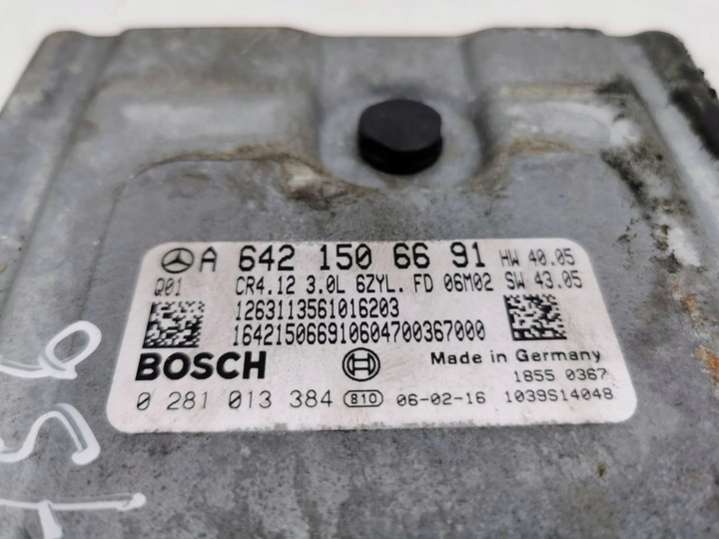 A 642 150 66 91 HW 40.05
Q01 CR4.12 3.0L 6ZYL. FD 06M02 SW 43.05
1263113561016203
164215066910604700367000
BOSCH Made in Germany
1855 0367
0 281 013 384 810 06-02-16 1039S14048